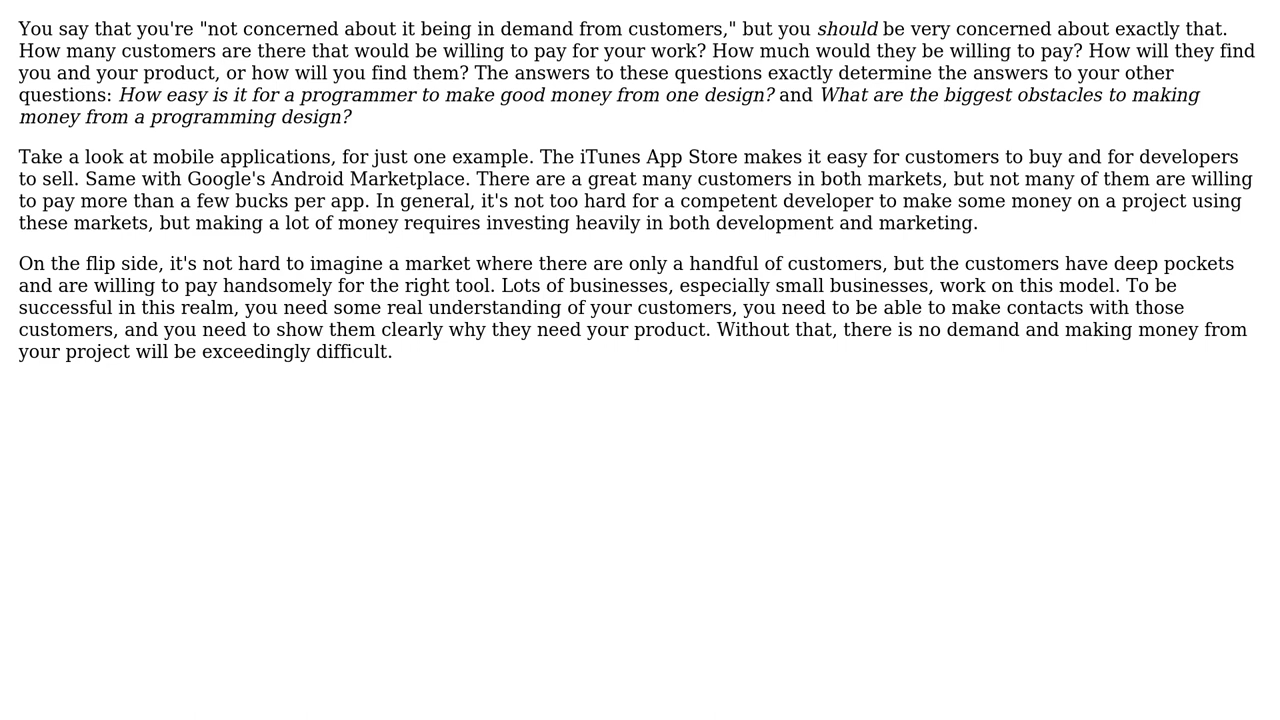 You say that you're "not concerned about it being in demand from customers," but you should be very concerned about exactly that.
How many customers are there that would be willing to pay for your work? How much would they be willing to pay? How will they find
you and your product, or how will you find them? The answers to these questions exactly determine the answers to your other
questions: How easy is it for a programmer to make good money from one design? and What are the biggest obstacles to making
money from a programming design?
Take a look at mobile applications, for just one example. The iTunes App Store makes it easy for customers to buy and for developers
to sell. Same with Google's Android Marketplace. There are a great many customers in both markets, but not many of them are willing
to pay more than a few bucks per app. In general, it's not too hard for a competent developer to make some money on a project using
these markets, but making a lot of money requires investing heavily in both development and marketing.
On the flip side, it's not hard to imagine a market where there are only a handful of customers, but the customers have deep pockets
and are willing to pay handsomely for the right tool. Lots of businesses, especially small businesses, work on this model. To be
successful in this realm, you need some real understanding of your customers, you need to be able to make contacts with those
customers, and you need to show them clearly why they need your product. Without that, there is no demand and making money from
your project will be exceedingly difficult.